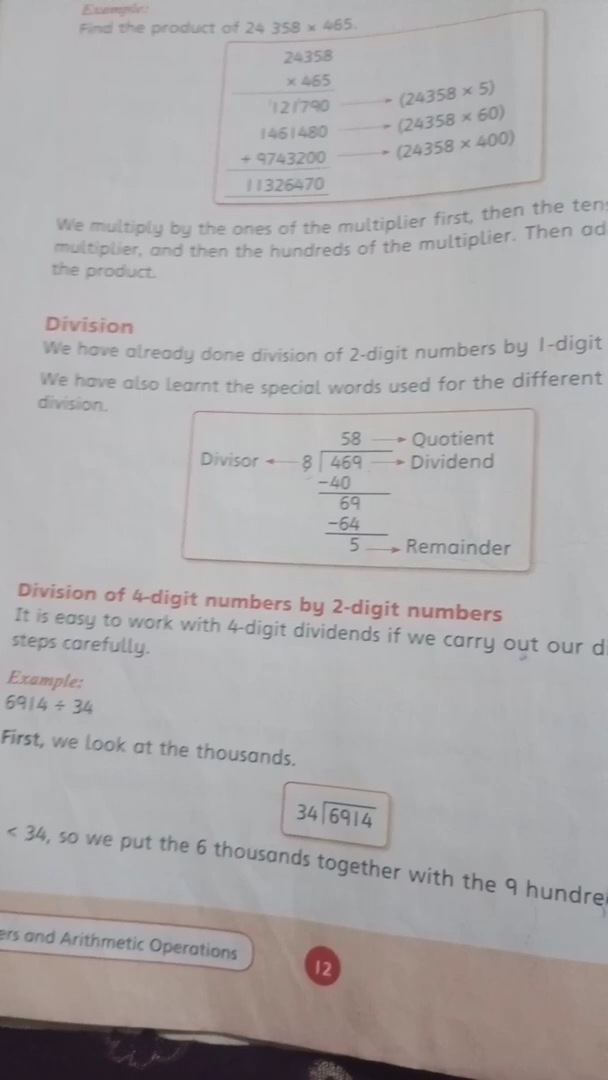 Example:
Find the product of 24 358 × 465.
24358
× 465
121790 → (24358 × 5)
1461480 → (24358 × 60)
+ 9743200 → (24358 × 400)
11326470
We multiply by the ones of the multiplier first, then the tens
multiplier, and then the hundreds of the multiplier. Then ad
the product.
Division
We have already done division of 2-digit numbers by 1-digit
We have also learnt the special words used for the different
division.
58 → Quotient
Divisor ← 8 469 → Dividend
-40
69
-64
5 → Remainder
Division of 4-digit numbers by 2-digit numbers
It is easy to work with 4-digit dividends if we carry out our d
steps carefully.
Example:
6914 ÷ 34
First, we look at the thousands.
34 6914
< 34, so we put the 6 thousands together with the 9 hundre
ers and Arithmetic Operations
12